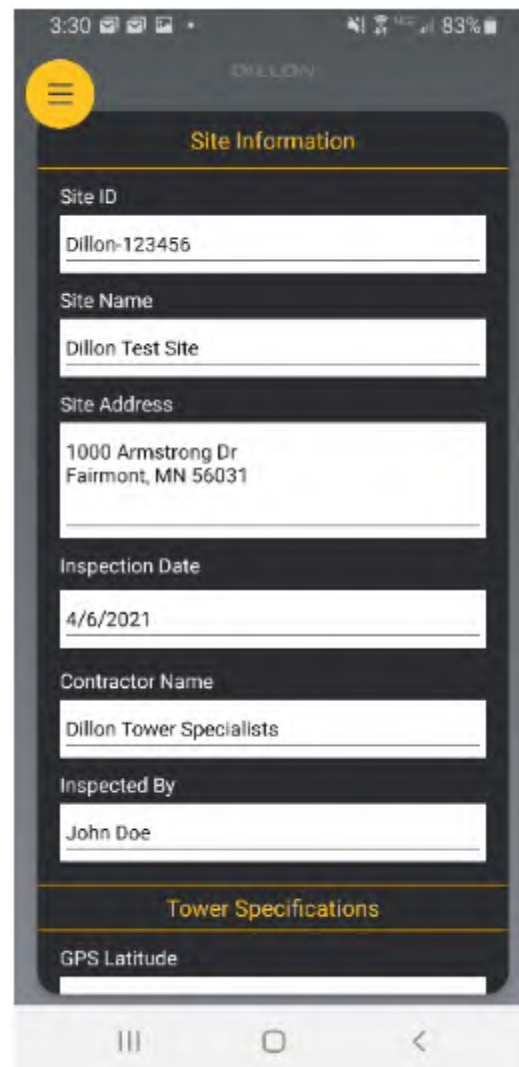 3:30
83%
DILLON
Site Information
Site ID
Dillon-123456
Site Name
Dillon Test Site
Site Address
1000 Armstrong Dr
Fairmont, MN 56031
Inspection Date
4/6/2021
Contractor Name
Dillon Tower Specialists
Inspected By
John Doe
Tower Specifications
GPS Latitude